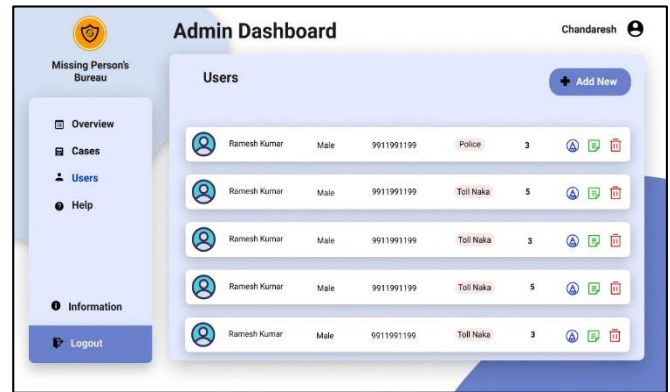 Admin Dashboard
Chandaresh
Missing Person's
Bureau
Users
Add New
Overview
Cases
Users
Help
Information
Logout
Ramesh Kumar Male 9911991199 Police 3
Ramesh Kumar Male 9911991199 Toll Naka 5
Ramesh Kumar Male 9911991199 Toll Naka 3
Ramesh Kumar Male 9911991199 Toll Naka 5
Ramesh Kumar Male 9911991199 Toll Naka 3